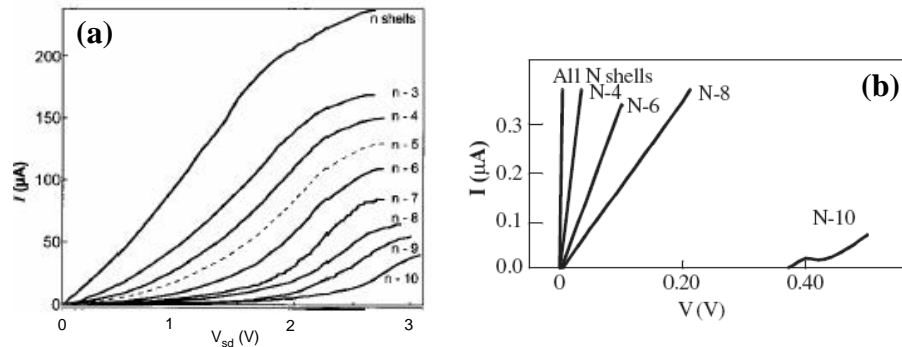 (a)
n shells
n - 3
n - 4
n - 5
n - 6
n - 7
n - 8
n - 9
n - 10
I (μA)
200
150
100
50
0
0 1 2 3
V_sd (V)
(b)
All N shells
N-4
N-6
N-8
N-10
I (μA)
0.3
0.2
0.1
0.0
0 0.20 0.40
V (V)